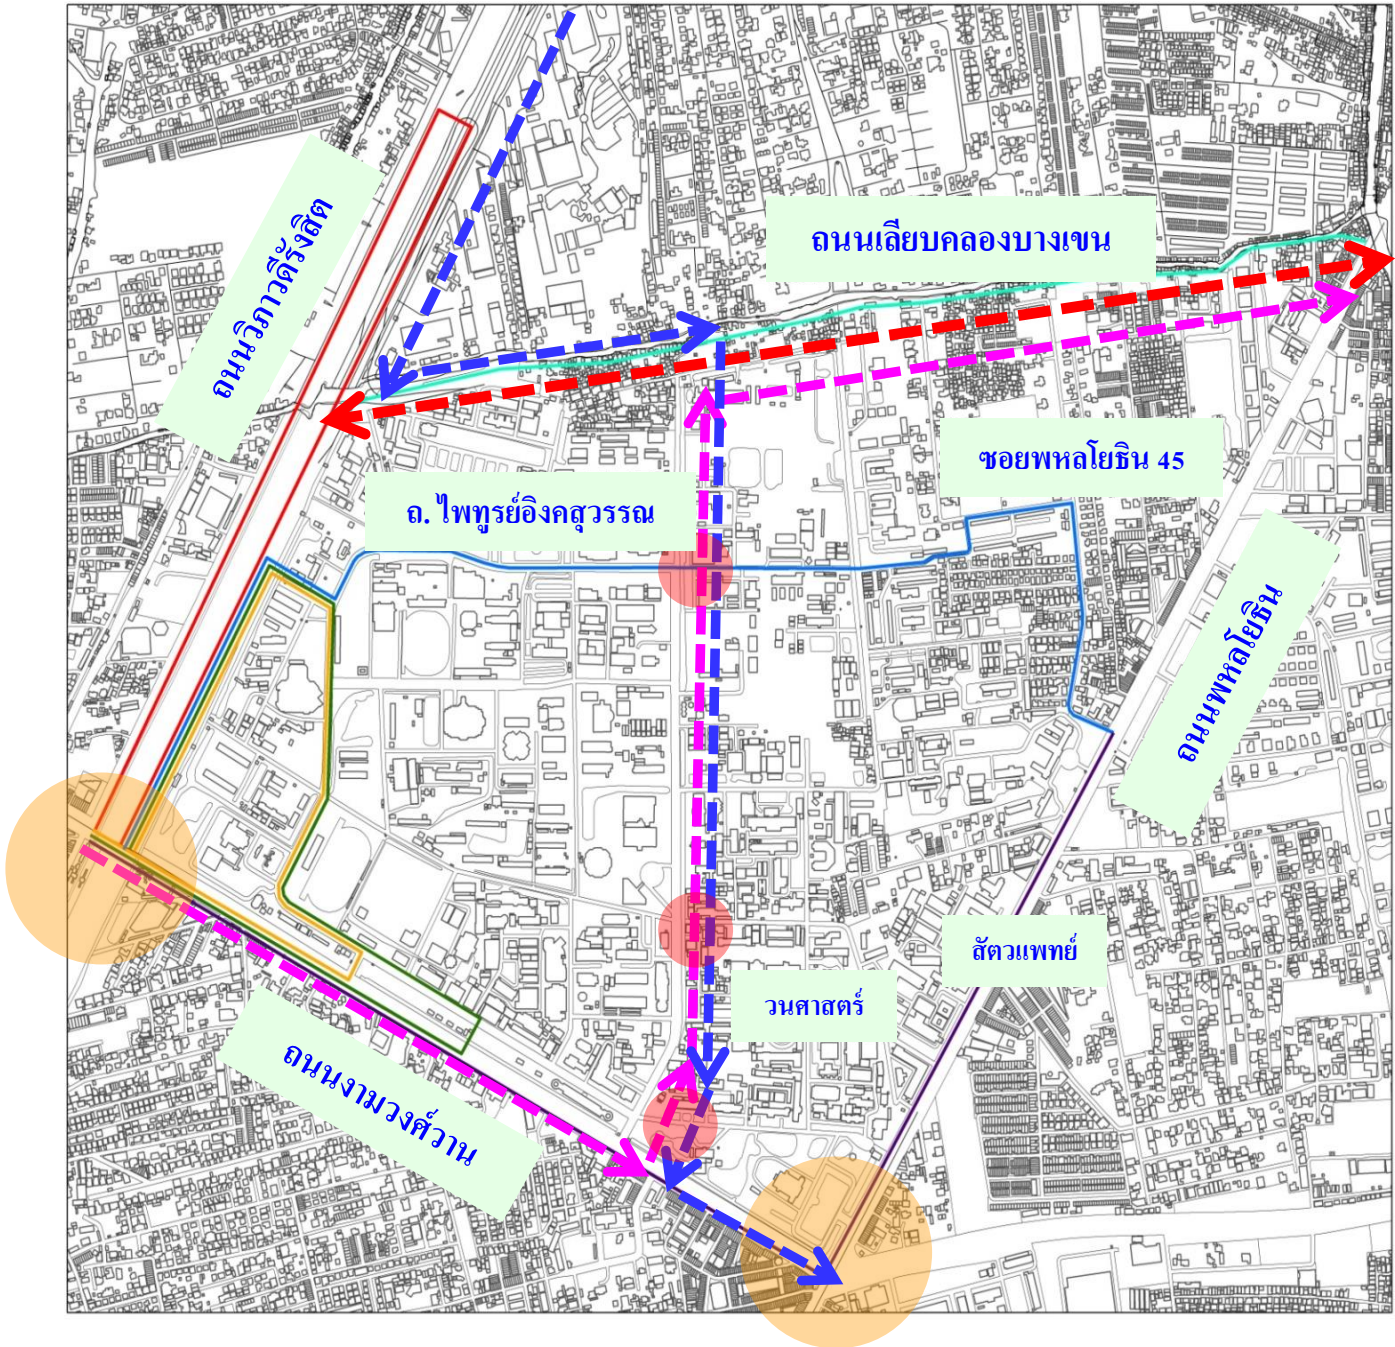 ถนนวิภาวดีรังสิต
ถนนเลียบคลองบางเขน
ซอยพหลโยธิน 45
ถ. ไพทูรย์อิงคสุวรรณ
ถนนพหลโยธิน
สัตวแพทย์
วนศาสตร์
ถนนงามวงศ์วาน